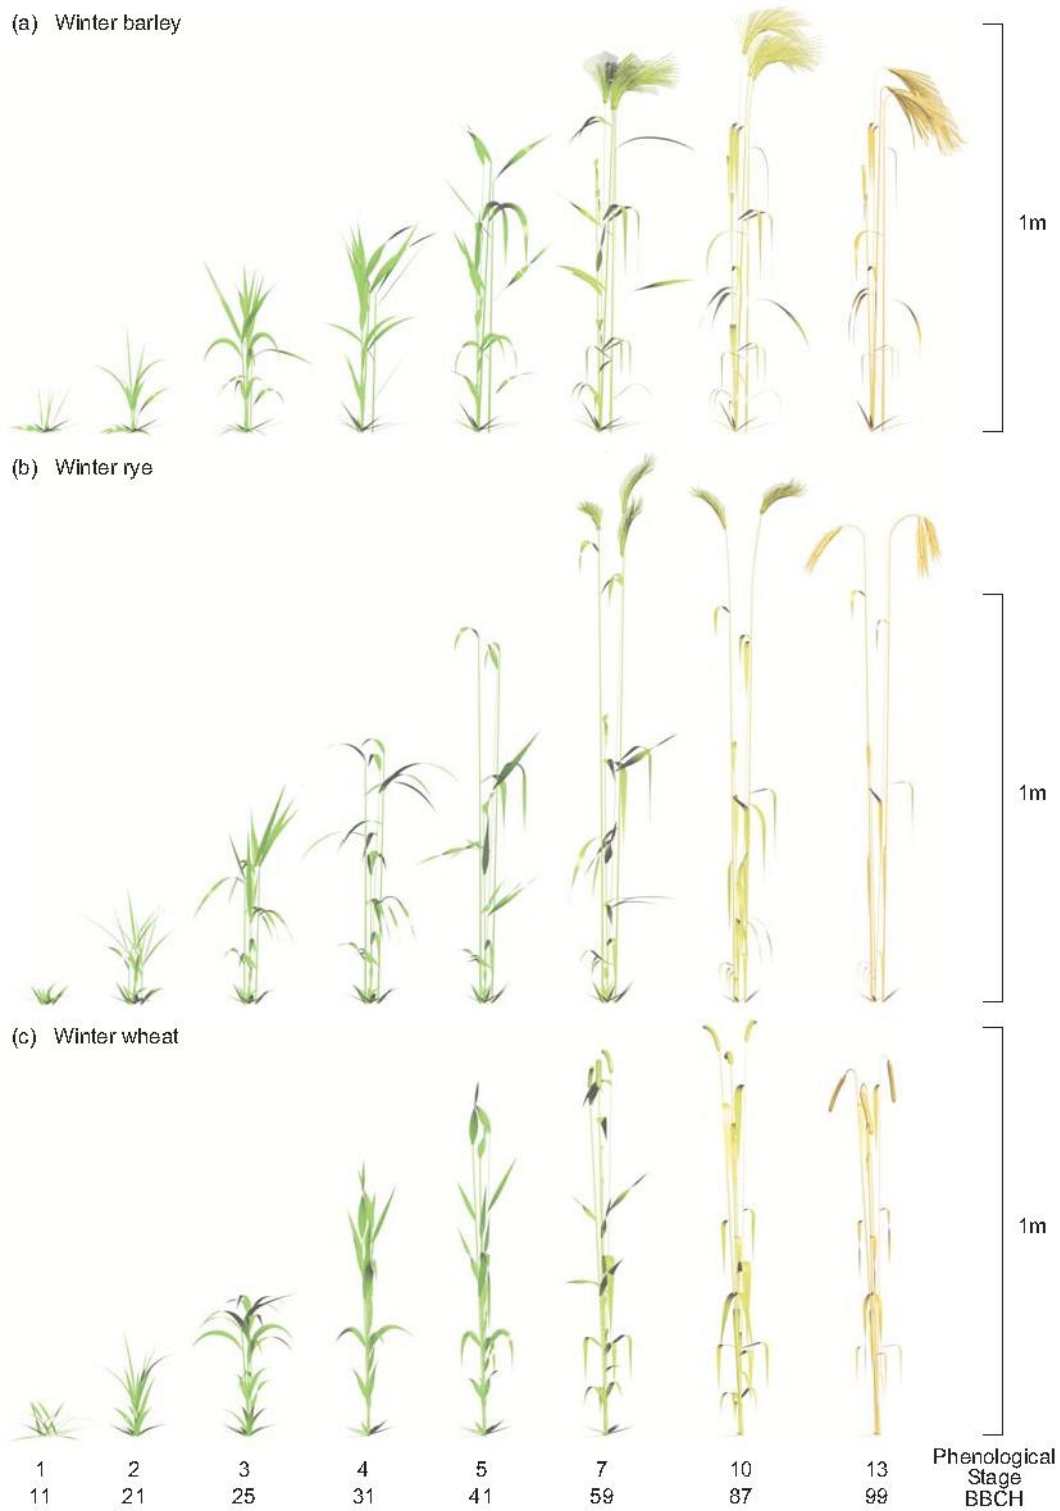 (a) Winter barley
1m
(b) Winter rye
1m
(c) Winter wheat
1m
1 2 3 4 5 7 10 13 Phenological
Stage
11 21 25 31 41 59 87 99 BBCH